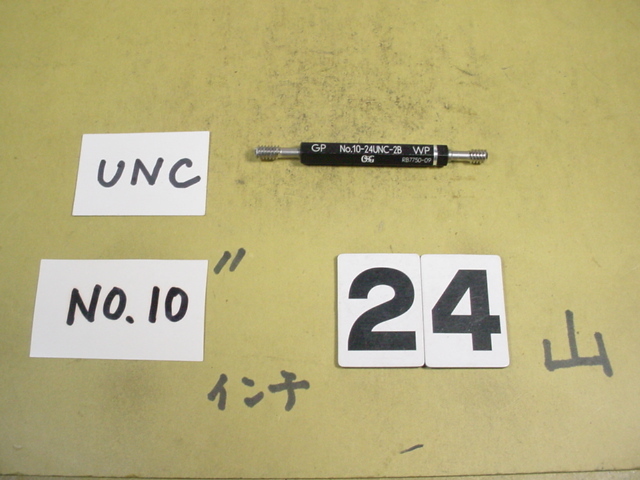 GP No.10-24UNC-2B WP
OSG RB7750-09
UNC
NO.10 〃
24 山
インチ